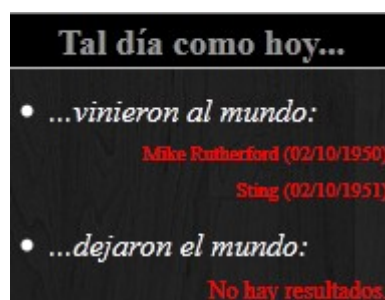 Tal día como hoy...
...vinieron al mundo:
Mike Rutherford (02/10/1950)
Sting (02/10/1951)
...dejaron el mundo:
No hay resultados